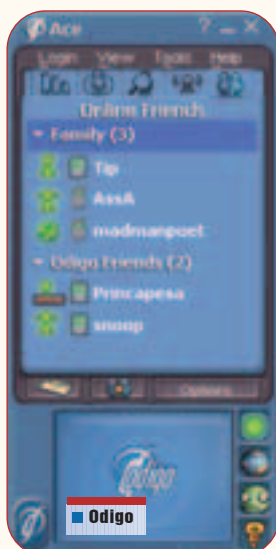 Ace
Login View Tools Help
Online Friends
Family (3)
Tip
AssA
madmanpoet
Odigo Friends (2)
Princapesa
snoop
Options
Odigo
Odigo